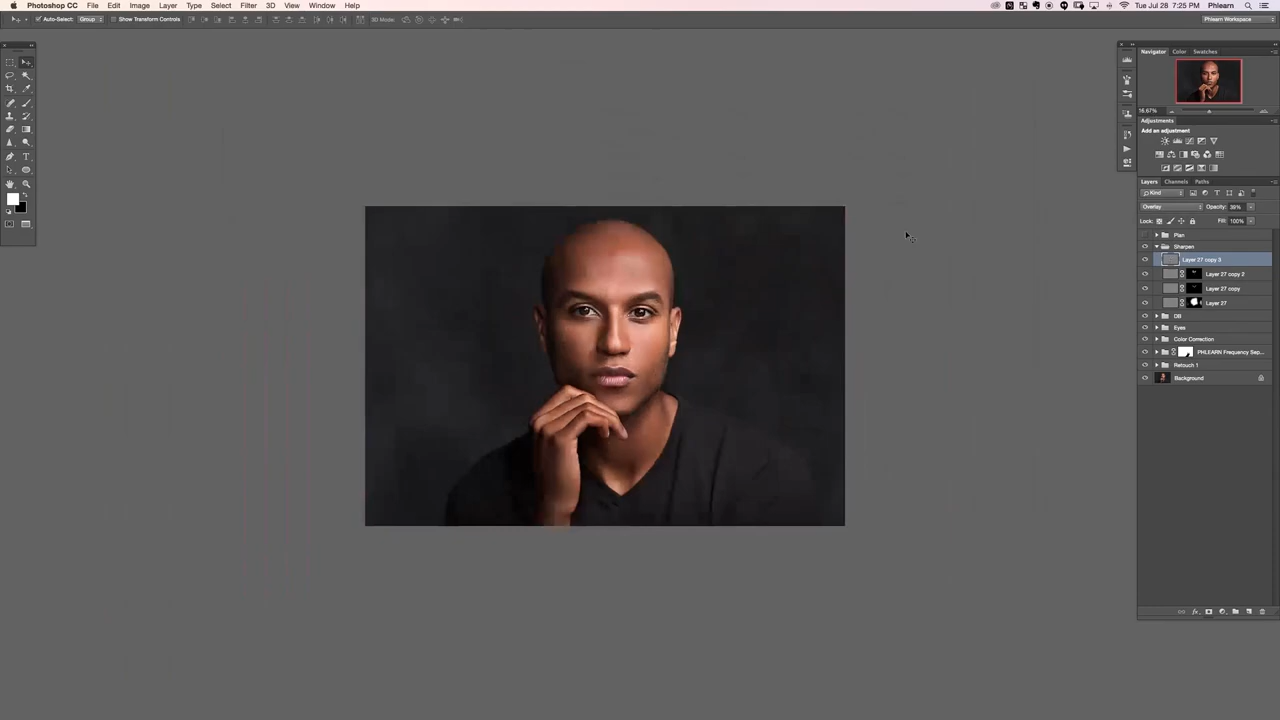 Photoshop CC File Edit Image Layer Type Select Filter 3D View Window Help Tue Jul 28 7:25 PM Phlearn
Auto-Select: Group Show Transform Controls 3D Mode: Phlearn Workspace
Navigator Color Swatches
16.67%
Adjustments
Add an adjustment
Layers Channels Paths
Kind
Overlay Opacity: 39%
Lock: Fill: 100%
Plan
Sharpen
Layer 27 copy 3
Layer 27 copy 2
Layer 27 copy
Layer 27
DB
Eyes
Color Correction
PHLEARN Frequency Sep...
Retouch 1
Background